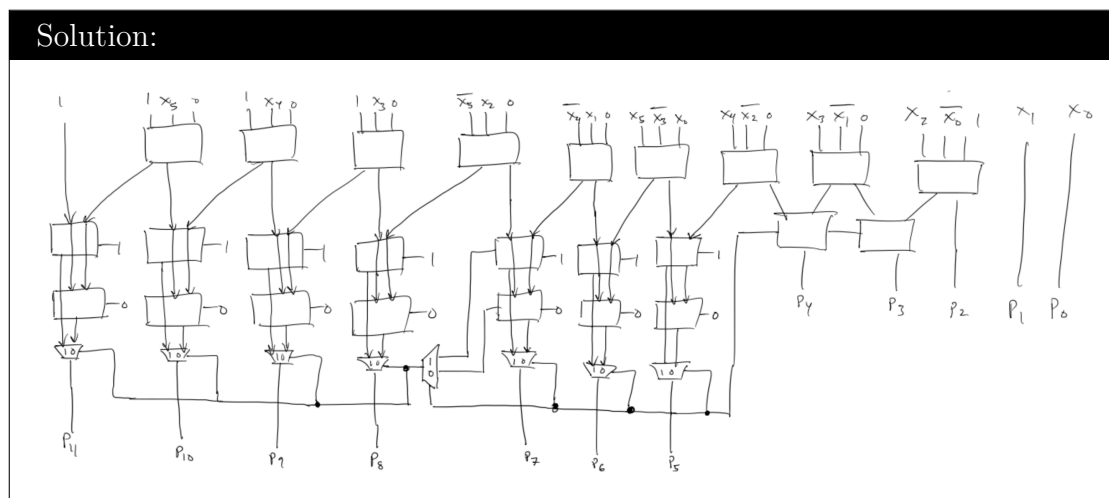 Solution:
1 1 x₅ 0 1 x₄ 0 1 x₃ 0 x̅₅ x₂ 0 x̅₄ x₁ 0 x₅ x̅₃ x₀ x₄ x̅₂ 0 x₃ x̅₁ 0 x₂ x̅₀ 1 x₁ x₀
1 1 1 1 1 1 1
0 0 0 0 0 0 0
1 0 1 0 1 0 1 0 1 0 1 0 1 0 1 0
P₄ P₃ P₂ P₁ P₀
P₁₁ P₁₀ P₉ P₈ P₇ P₆ P₅